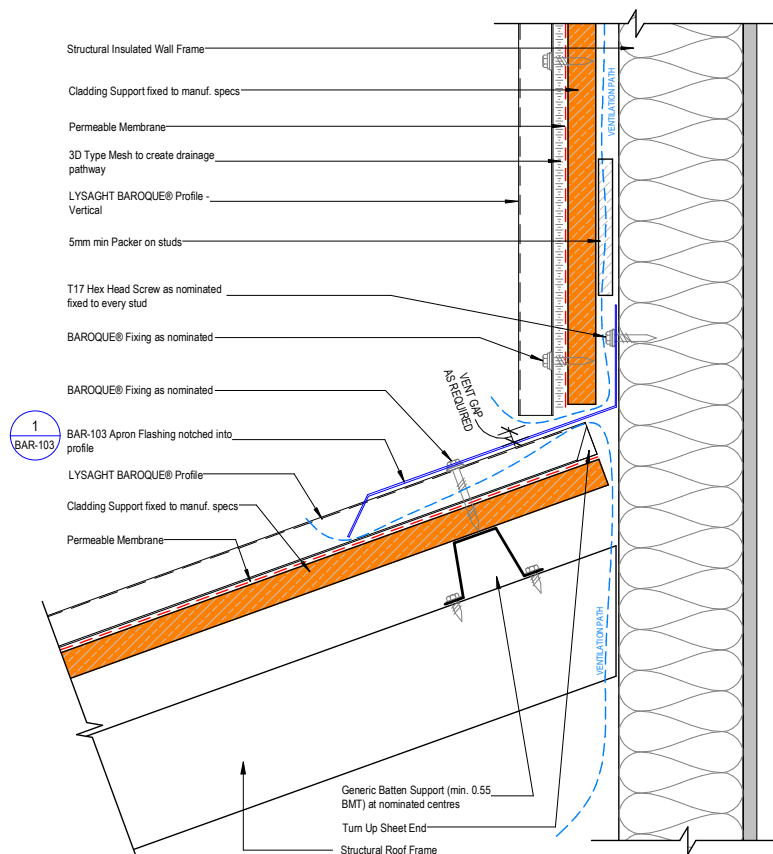 Structural Insulated Wall Frame
Cladding Support fixed to manuf. specs
Permeable Membrane
3D Type Mesh to create drainage
pathway
LYSAGHT BAROQUE® Profile -
Vertical
5mm min Packer on studs
T17 Hex Head Screw as nominated
fixed to every stud
BAROQUE® Fixing as nominated
BAROQUE® Fixing as nominated
1
BAR-103
BAR-103 Apron Flashing notched into
profile
LYSAGHT BAROQUE® Profile
Cladding Support fixed to manuf. specs
Permeable Membrane
VENTILATION PATH
VENT GAP
AS REQUIRED
VENTILATION PATH
Generic Batten Support (min. 0.55
BMT) at nominated centres
Turn Up Sheet End
Structural Roof Frame